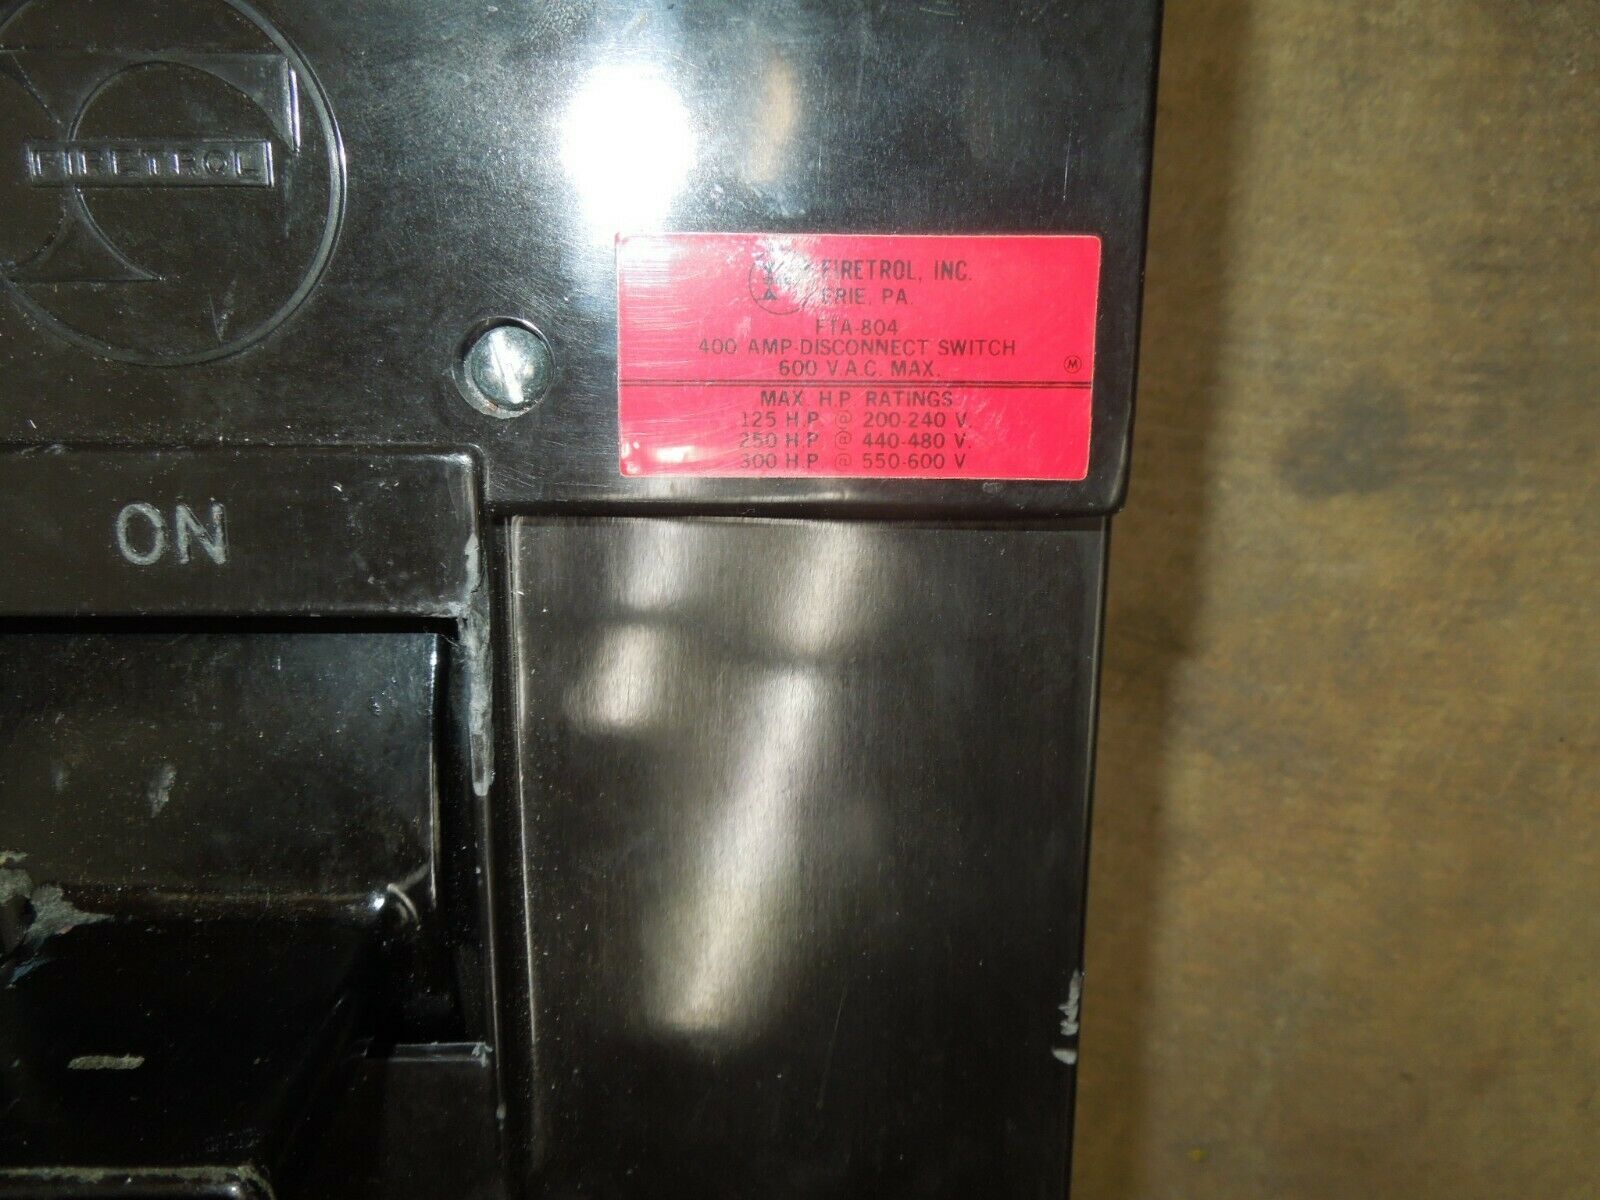 FIRETROL
FIRETROL, INC.
ERIE, PA.
FTA-804
400 AMP-DISCONNECT SWITCH
600 V.A.C. MAX.
M
MAX. H.P. RATINGS
125 H.P. @ 200-240 V.
250 H.P. @ 440-480 V.
300 H.P. @ 550-600 V
ON